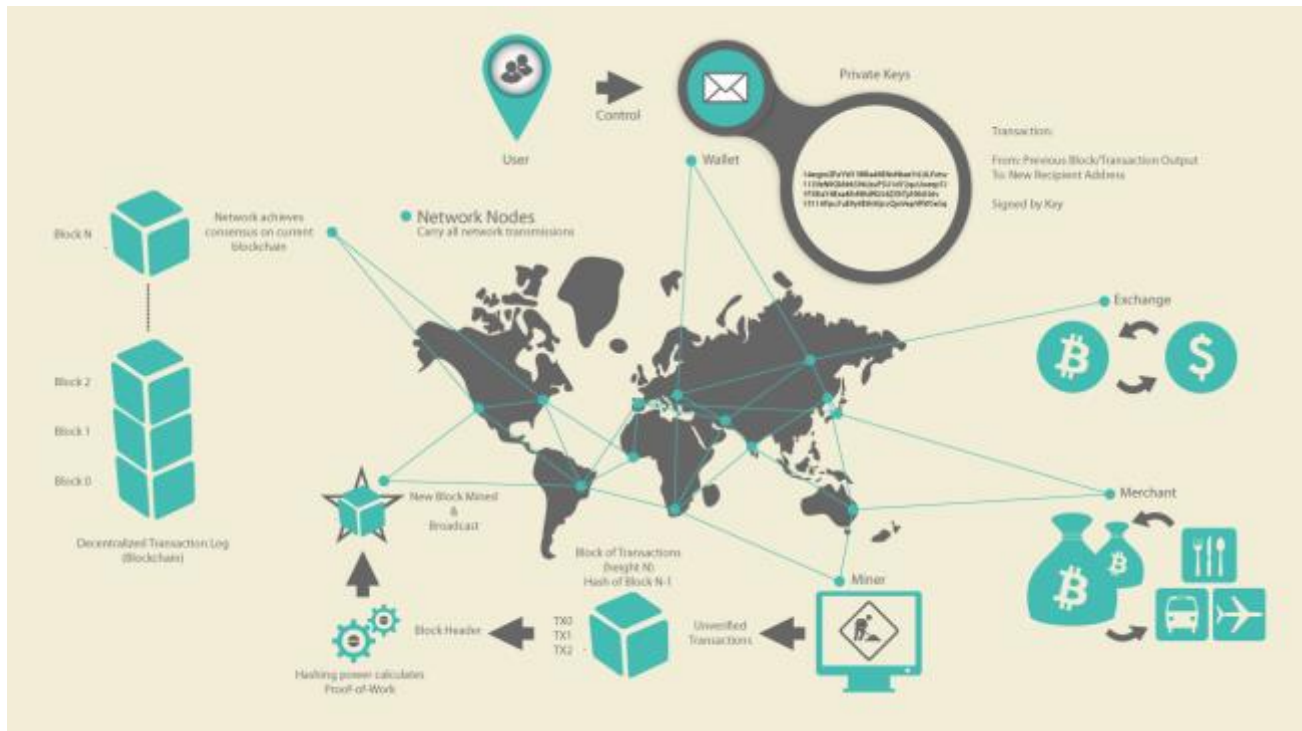 User
Control
Private Keys
Wallet
Transaction:
From: Previous Block/Transaction Output
To: New Recipient Address
Signed by Key
Block N
Network achieves
consensus on current
blockchain
Network Nodes
Carry all network transmissions
Exchange
Block 2
Block 1
Block 0
Decentralized Transaction Log
(Blockchain)
New Block Mined
&
Broadcast
Merchant
Block of Transactions
(height N)
Hash of Block N-1
Miner
TX0
TX1
TX2
Block Header
Unverified
Transactions
Hashing power calculates
Proof-of-Work